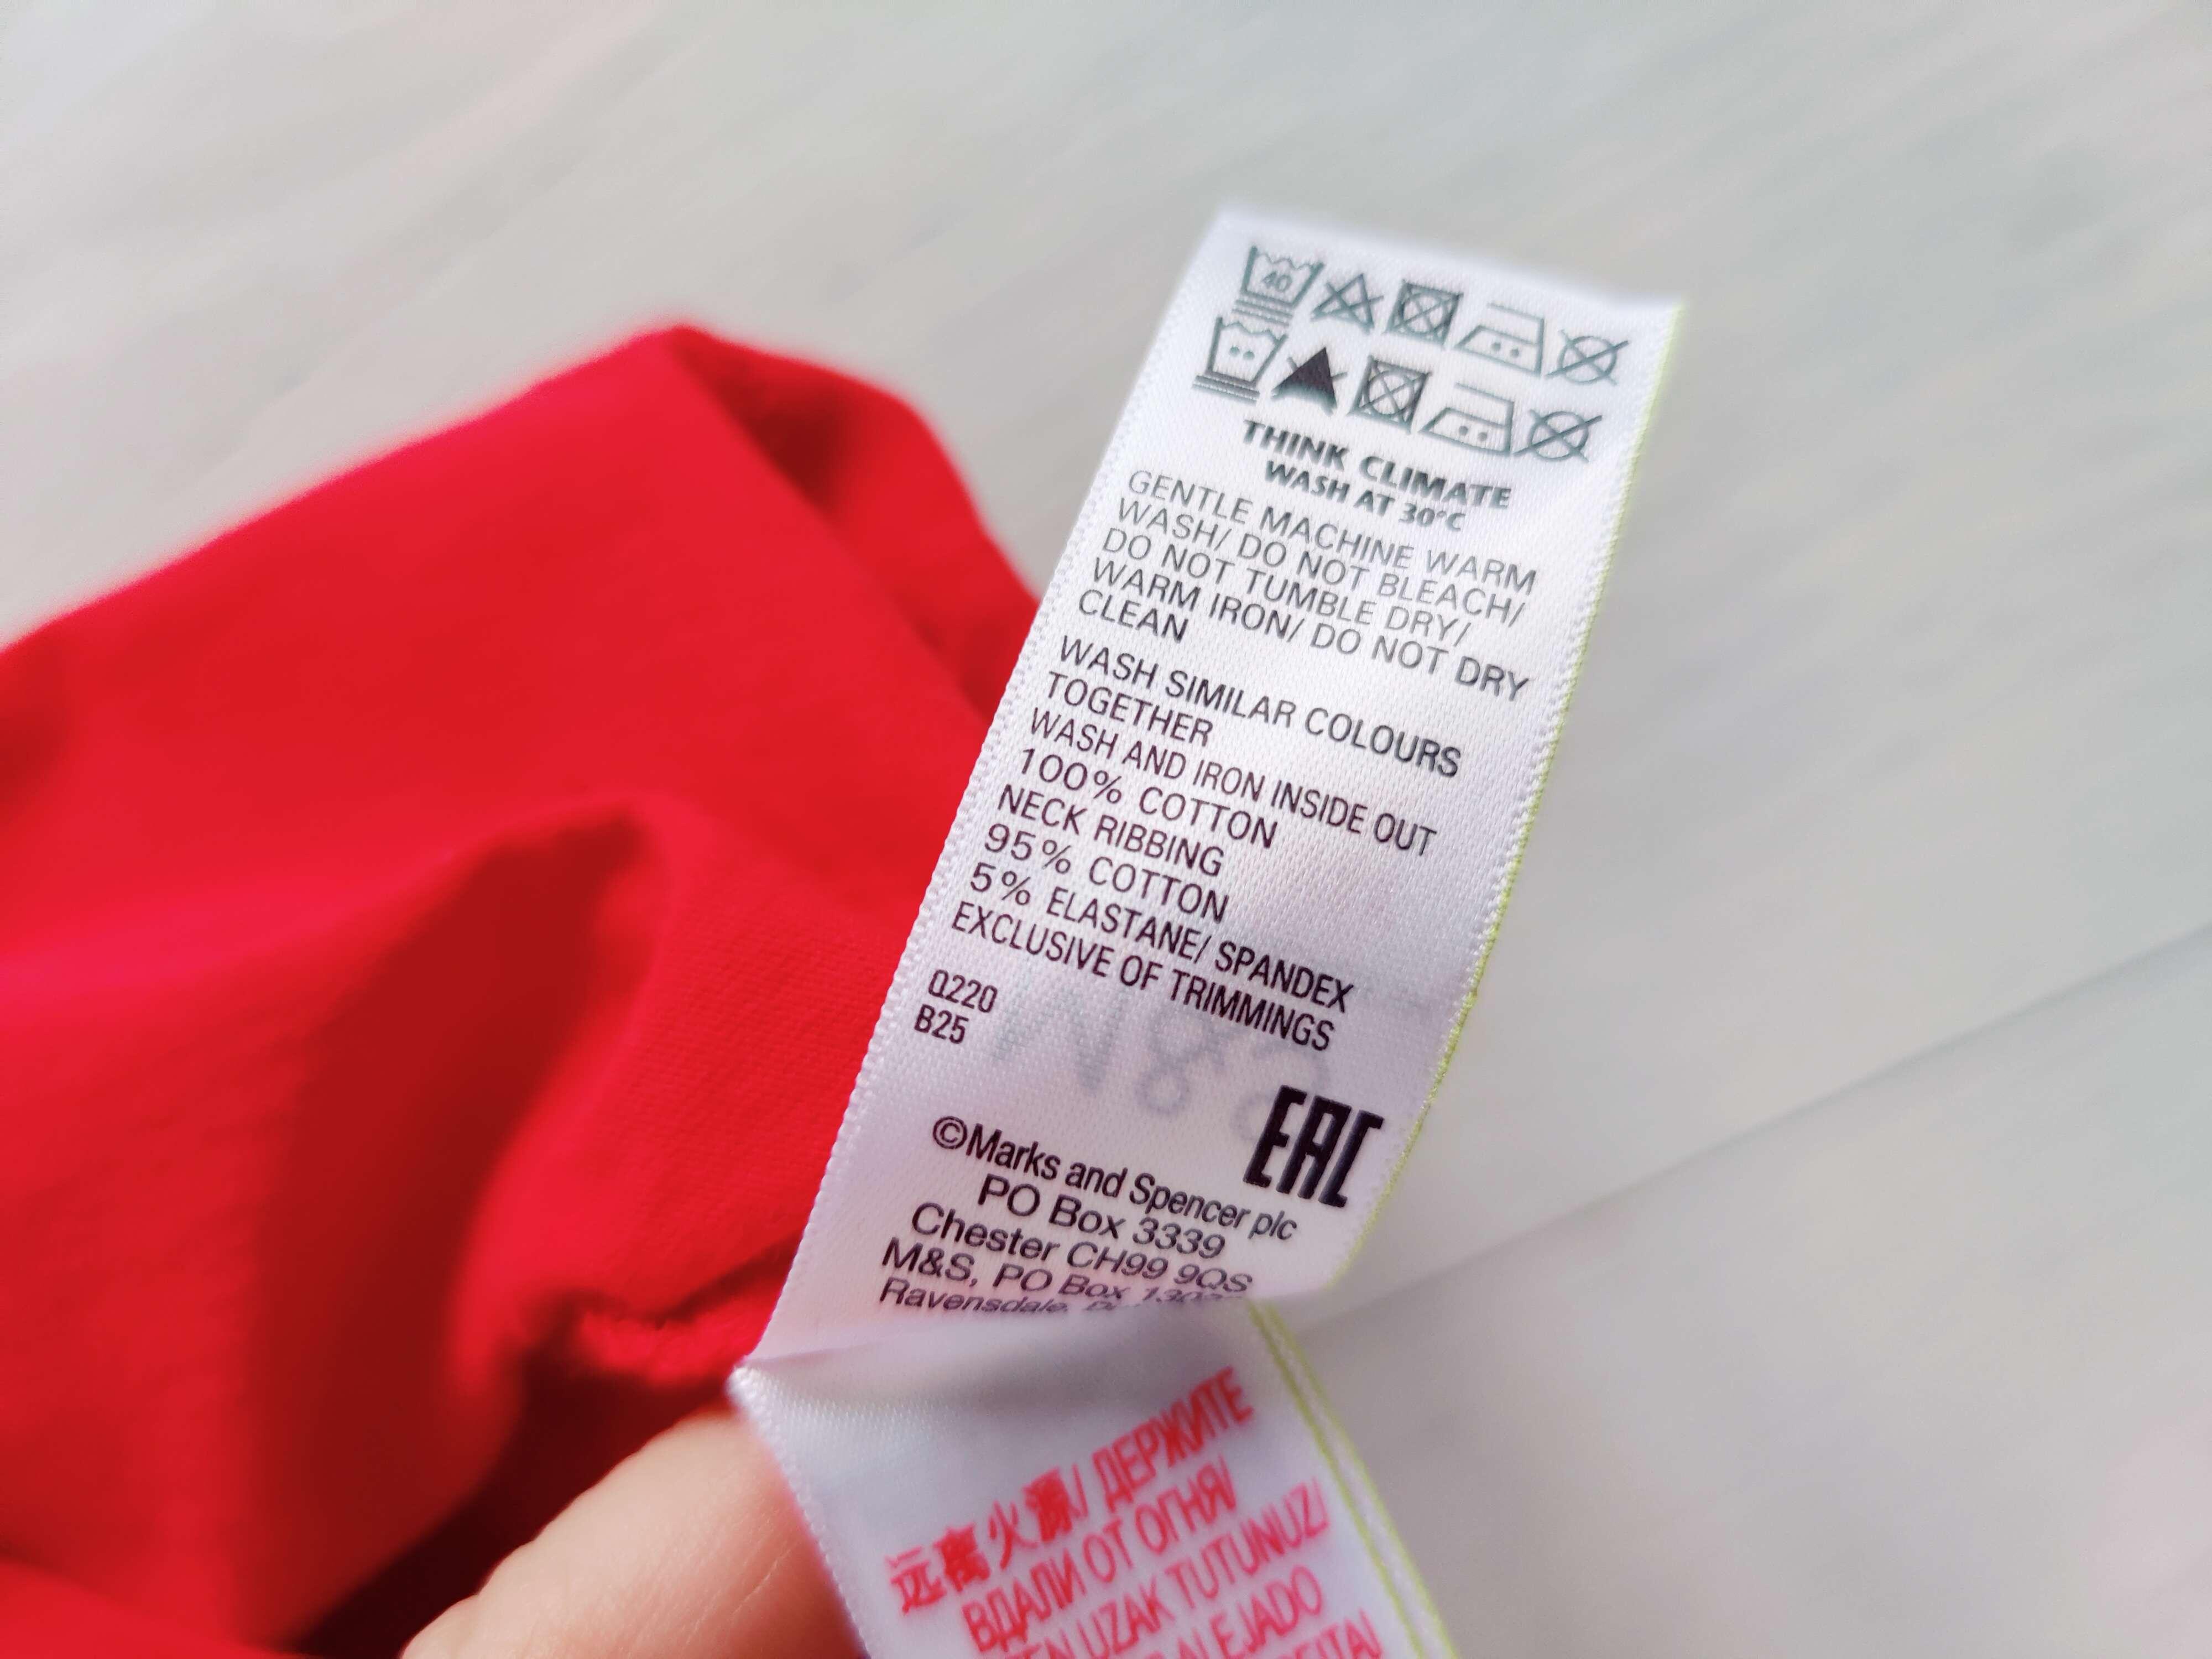 40
THINK CLIMATE
WASH AT 30°C
GENTLE MACHINE WARM
WASH/ DO NOT BLEACH/
DO NOT TUMBLE DRY/
WARM IRON/ DO NOT DRY
CLEAN
WASH SIMILAR COLOURS
TOGETHER
WASH AND IRON INSIDE OUT
100% COTTON
NECK RIBBING
95% COTTON
5% ELASTANE/ SPANDEX
EXCLUSIVE OF TRIMMINGS
Q220
B25
EAC
©Marks and Spencer plc
PO Box 3339
Chester CH99 9QS
M&S, PO Box
Ravensdale,
远离火源/ ДЕРЖИТЕ
ВДАЛИ ОТ ОГНЯ/
UZAK TUTUNUZ/